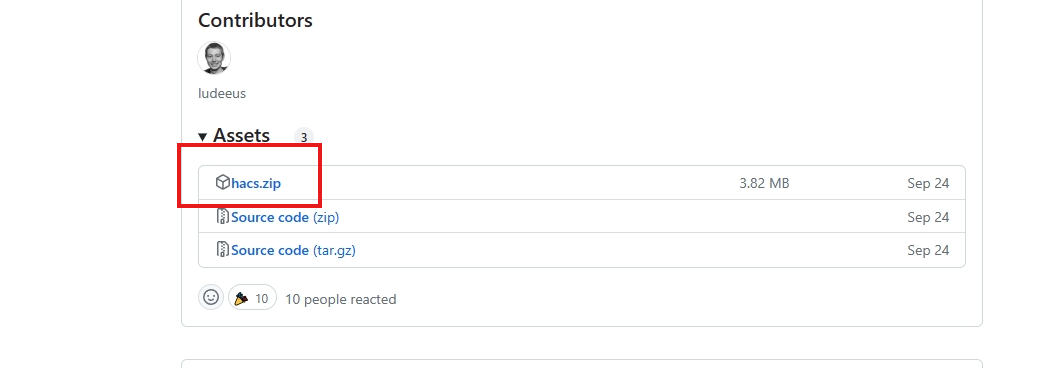 Contributors
ludeeus
Assets 3
hacs.zip 3.82 MB Sep 24
Source code (zip) Sep 24
Source code (tar.gz) Sep 24
10 10 people reacted